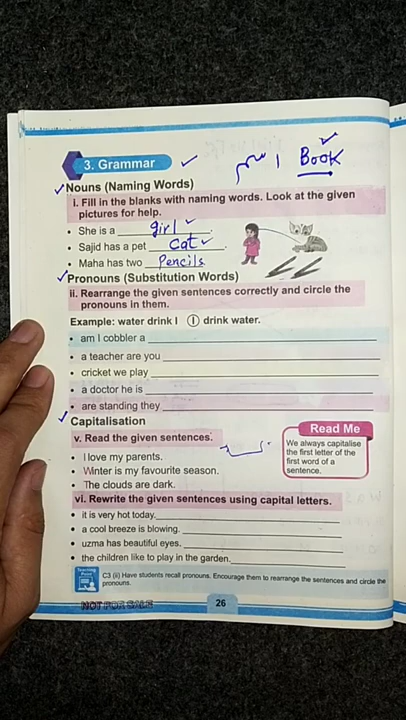 3. Grammar
1 Book
Nouns (Naming Words)
i. Fill in the blanks with naming words. Look at the given
pictures for help.
• She is a girl.
• Sajid has a pet cat.
• Maha has two Pencils
Pronouns (Substitution Words)
ii. Rearrange the given sentences correctly and circle the
pronouns in them.
Example: water drink I  I drink water.
• am I cobbler a
• a teacher are you
• cricket we play
• a doctor he is
• are standing they
Capitalisation
v. Read the given sentences.
• I love my parents.
• Winter is my favourite season.
• The clouds are dark.
Read Me
We always capitalise
the first letter of the
first word of a
sentence.
vi. Rewrite the given sentences using capital letters.
• it is very hot today.
• a cool breeze is blowing.
• uzma has beautiful eyes.
• the children like to play in the garden.
Teaching Point
C3 (ii) Have students recall pronouns. Encourage them to rearrange the sentences and circle the
pronouns.
NOT FOR SALE
26